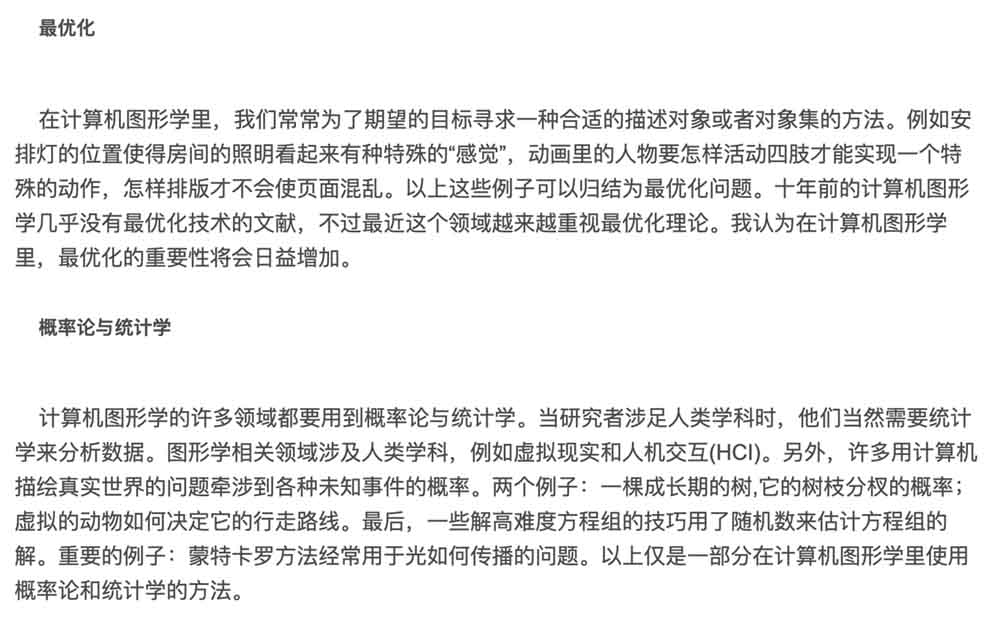 最优化
在计算机图形学里，我们常常为了期望的目标寻求一种合适的描述对象或者对象集的方法。例如安
排灯的位置使得房间的照明看起来有种特殊的“感觉”，动画里的人物要怎样活动四肢才能实现一个特
殊的动作，怎样排版才不会使页面混乱。以上这些例子可以归结为最优化问题。十年前的计算机图形
学几乎没有最优化技术的文献，不过最近这个领域越来越重视最优化理论。我认为在计算机图形学
里，最优化的重要性将会日益增加。
概率论与统计学
计算机图形学的许多领域都要用到概率论与统计学。当研究者涉足人类学科时，他们当然需要统计
学来分析数据。图形学相关领域涉及人类学科，例如虚拟现实和人机交互(HCI)。另外，许多用计算机
描绘真实世界的问题牵涉到各种未知事件的概率。两个例子：一棵成长期的树,它的树枝分杈的概率；
虚拟的动物如何决定它的行走路线。最后，一些解高难度方程组的技巧用了随机数来估计方程组的
解。重要的例子：蒙特卡罗方法经常用于光如何传播的问题。以上仅是一部分在计算机图形学里使用
概率论和统计学的方法。